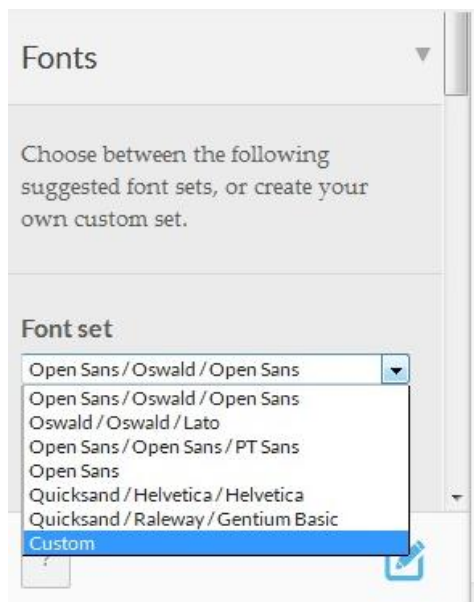 Fonts
Choose between the following
suggested font sets, or create your
own custom set.
Font set
Open Sans / Oswald / Open Sans
Open Sans / Oswald / Open Sans
Oswald / Oswald / Lato
Open Sans / Open Sans / PT Sans
Open Sans
Quicksand / Helvetica / Helvetica
Quicksand / Raleway / Gentium Basic
Custom
?